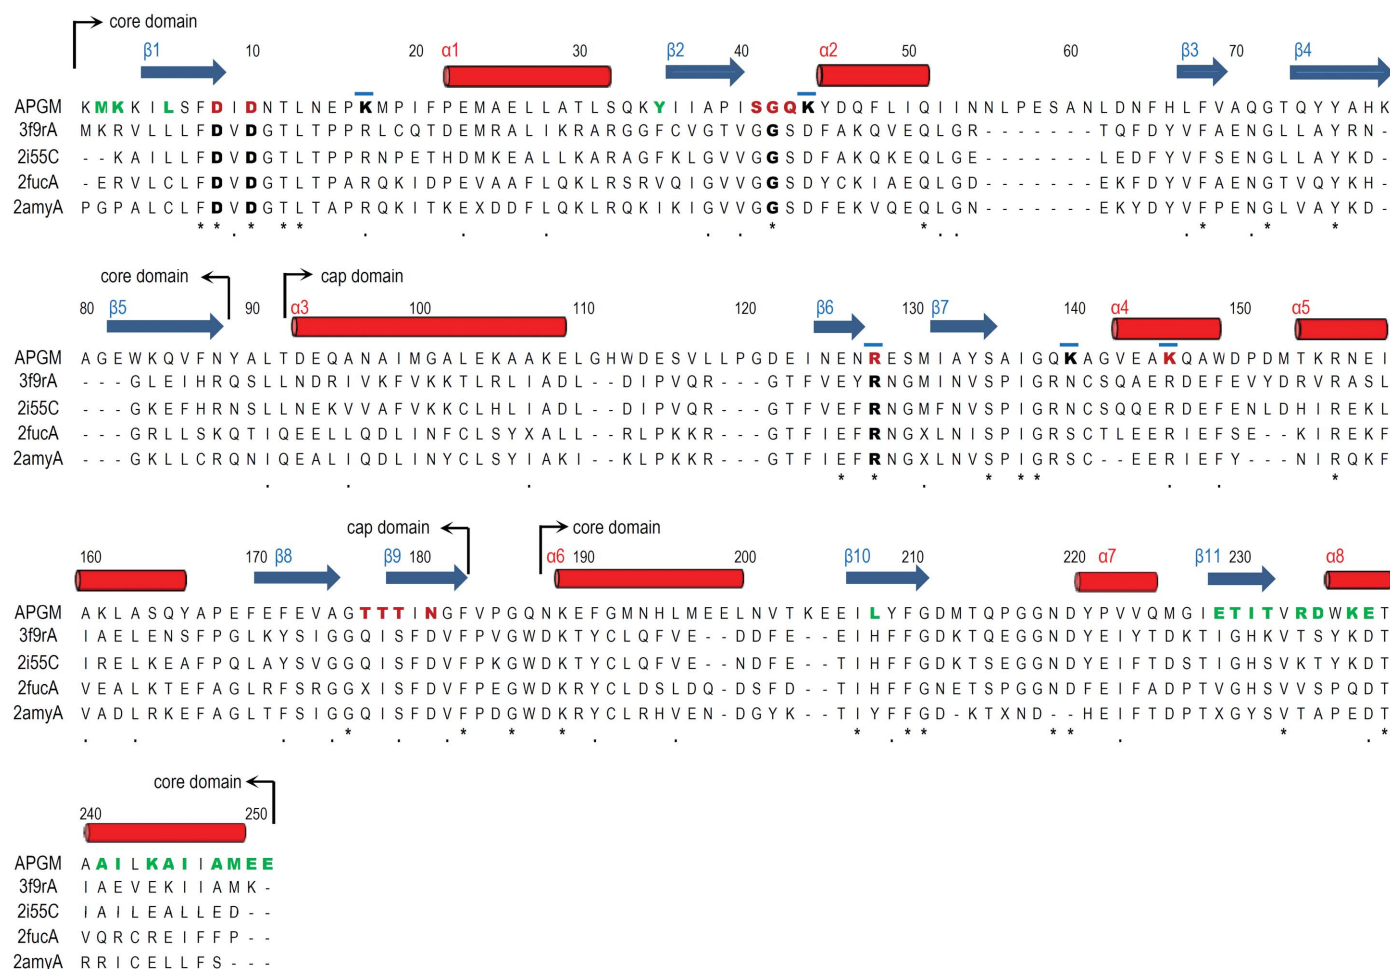 core domain
β1 10 20 α1 30 β2 40 α2 50 60 β3 70 β4
APGM K M K K I L S F D I D N T L N E P K M P I F P E M A E L L A T L S Q K Y I I A P I S G Q K Y D Q F L I Q I I N N L P E S A N L D N F H L F V A Q G T Q Y Y A H K
3f9rA M K R V L L L F D V D G T L T P P R L C Q T D E M R A L I K R A R G G F C V G T V G G S D F A K Q V E Q L G R - - - - - - - T Q F D Y V F A E N G L L A Y R N -
2i55C - - K A I L L F D V D G T L T P P R N P E T H D M K E A L L K A R A G F K L G V V G G S D F A K Q K E Q L G E - - - - - - - L E D F Y V F S E N G L L A Y K D -
2fucA - E R V L C L F D V D G T L T P A R Q K I D P E V A A F L Q K L R S R V Q I G V V G G S D Y C K I A E Q L G D - - - - - - - E K F D Y V F A E N G T V Q Y K H -
2amyA P G P A L C L F D V D G T L T A P R Q K I T K E X D D F L Q K L R Q K I K I G V V G G S D F E K V Q E Q L G N - - - - - - - E K Y D Y V F P E N G L V A Y K D -
* * . * * * . . . . . * * . . . * . * *
core domain cap domain
80 β5 90 α3 100 110 120 β6 130 β7 140 α4 150 α5
APGM A G E W K Q V F N Y A L T D E Q A N A I M G A L E K A A K E L G H W D E S V L L P G D E I N E N R E S M I A Y S A I G Q K A G V E A K Q A W D P D M T K R N E I
3f9rA - - - G L E I H R Q S L L N D R I V K F V K K T L R L I A D L - - D I P V Q R - - - G T F V E Y R N G M I N V S P I G R N C S Q A E R D E F E V Y D R V R A S L
2i55C - - - G K E F H R N S L L N E K V V A F V K K C L H L I A D L - - D I P V Q R - - - G T F V E F R N G M F N V S P I G R N C S Q Q E R D E F E N L D H I R E K L
2fucA - - - G R L L S K Q T I Q E E L L Q D L I N F C L S Y X A L L - - R L P K K R - - - G T F I E F R N G X L N I S P I G R S C T L E E R I E F S E - - K I R E K F
2amyA - - - G K L L C R Q N I Q E A L I Q D L I N Y C L S Y I A K I - - K L P K K R - - - G T F I E F R N G X L N V S P I G R S C - - E E R I E F Y - - N I R Q K F
. . . * * . * * * . . *
cap domain core domain
160 170 β8 β9 180 α6 190 200 β10 210 220 α7 β11 230 α8
APGM A K L A S Q Y A P E F E F E V A G T T T I N G F V P G Q N K E F G M N H L M E E L N V T K E E I L Y F G D M T Q P G G N D Y P V V Q M G I E T I T V R D W K E T
3f9rA I A E L E N S F P G L K Y S I G G Q I S F D V F P V G W D K T Y C L Q F V E - - D D F E - - E I H F F G D K T Q E G G N D Y E I Y T D K T I G H K V T S Y K D T
2i55C I R E L K E A F P Q L A Y S V G G Q I S F D V F P K G W D K T Y C L Q F V E - - N D F E - - T I H F F G D K T S E G G N D Y E I F T D S T I G H S V K T Y K D T
2fucA V E A L K T E F A G L R F S R G G X I S F D V F P E G W D K R Y C L D S L D Q - D S F D - - T I H F F G N E T S P G G N D F E I F A D P T V G H S V V S P Q D T
2amyA V A D L R K E F A G L T F S I G G Q I S F D V F P D G W D K R Y C L R H V E N - D G Y K - - T I Y F F G D - K T X N D - - H E I F T D P T X G Y S V T A P E D T
. . . . * . . * * * . . * . * * * * . * . *
core domain
240 250
APGM A A I L K A I I A M E E
3f9rA I A E V E K I I A M K -
2i55C I A I L E A L L E D - -
2fucA V Q R C R E I F F P - -
2amyA R R I C E L L F S - - -